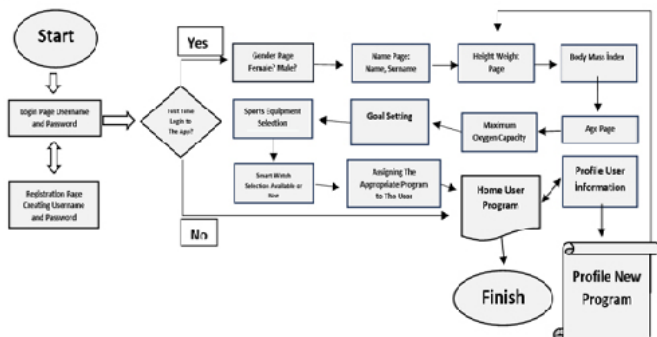 Start
Yes
Gender Page
Female? Male?
Name Page:
Name, Surname
Height Weight
Page
Body Mass Index
Login Page Username
and Password
First Time
Login to
The App?
Sports Equipment
Selection
Goal Setting
Maximum
Oxygen Capacity
Age Page
Registration Page
Creating Username
and Password
Smart Watch
Selection Available or
Not
Assigning The
Appropriate Program
to The User
Home User
Program
Profile User
Information
No
Finish
Profile New
Program